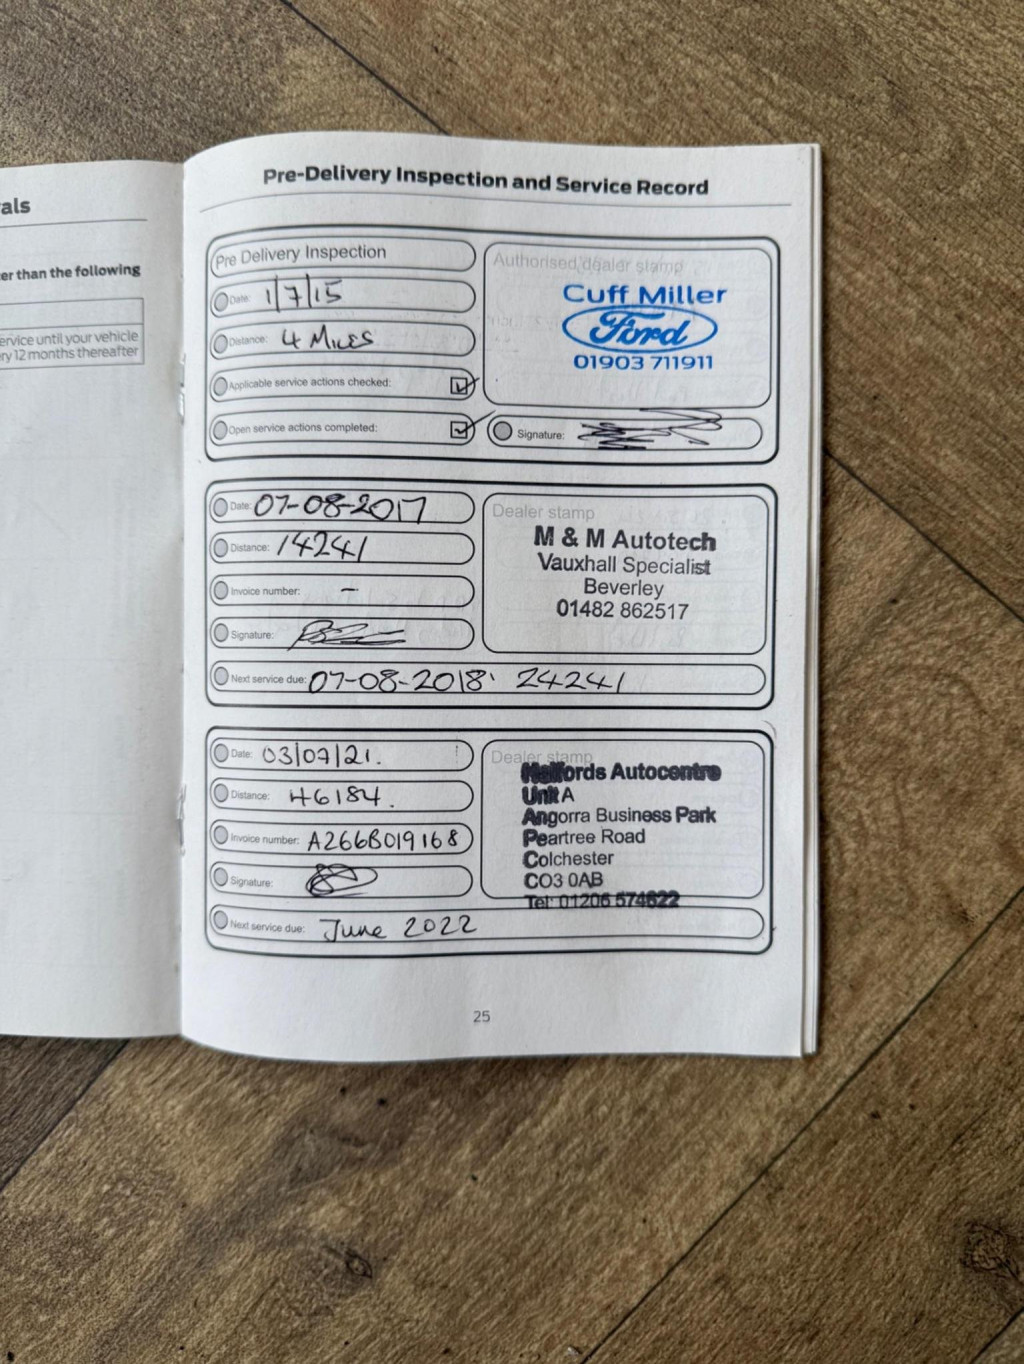 als
er than the following
ervice until your vehicle
ry 12 months thereafter
Pre-Delivery Inspection and Service Record
Pre Delivery Inspection
Date: 1/7/15
Distance: 4 Miles
Applicable service actions checked:
Open service actions completed:
Authorised dealer stamp
Cuff Miller
Ford
01903 711911
Signature:
Date: 07-08-2017
Distance: 14241
Invoice number: -
Signature:
Next service due: 07-08-2018 24241
Dealer stamp
M & M Autotech
Vauxhall Specialist
Beverley
01482 862517
Date: 03/07/21.
Distance: 46184.
Invoice number: A266B019168
Signature:
Next service due: June 2022
Dealer stamp
Halfords Autocentre
Unit A
Angorra Business Park
Peartree Road
Colchester
CO3 0AB
Tel: 01206 574622
25